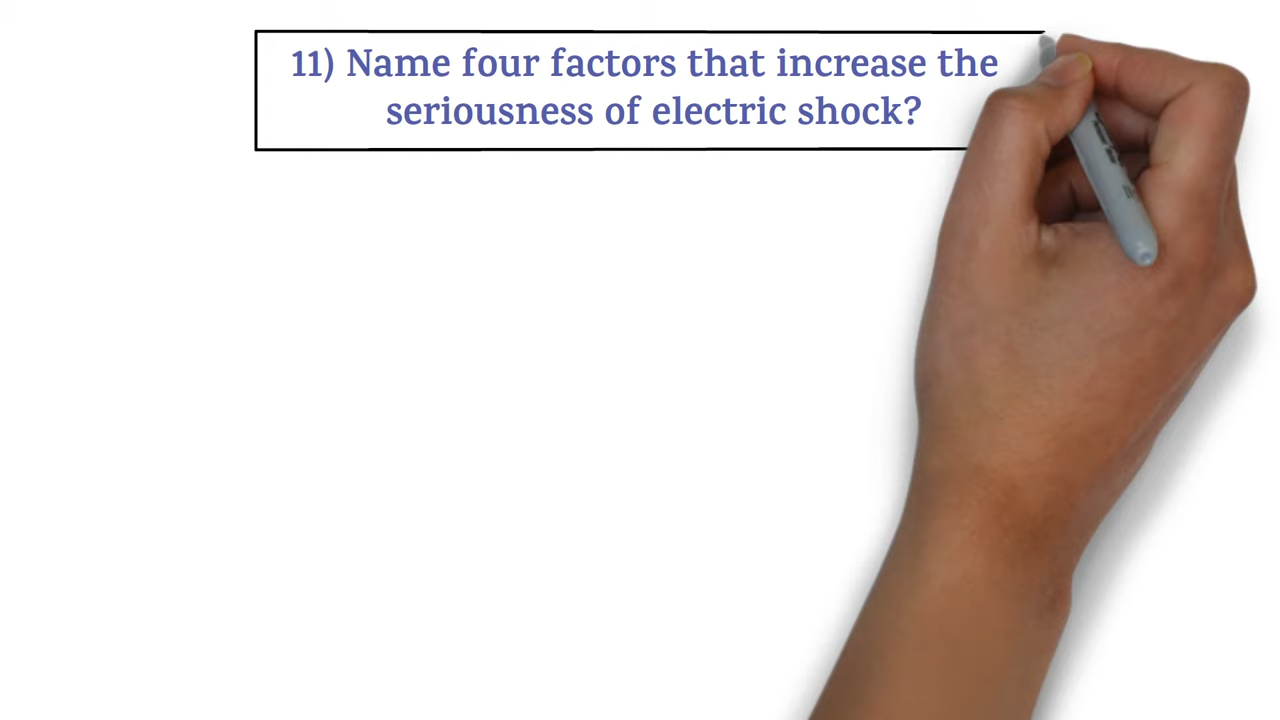 11) Name four factors that increase the
seriousness of electric shock?